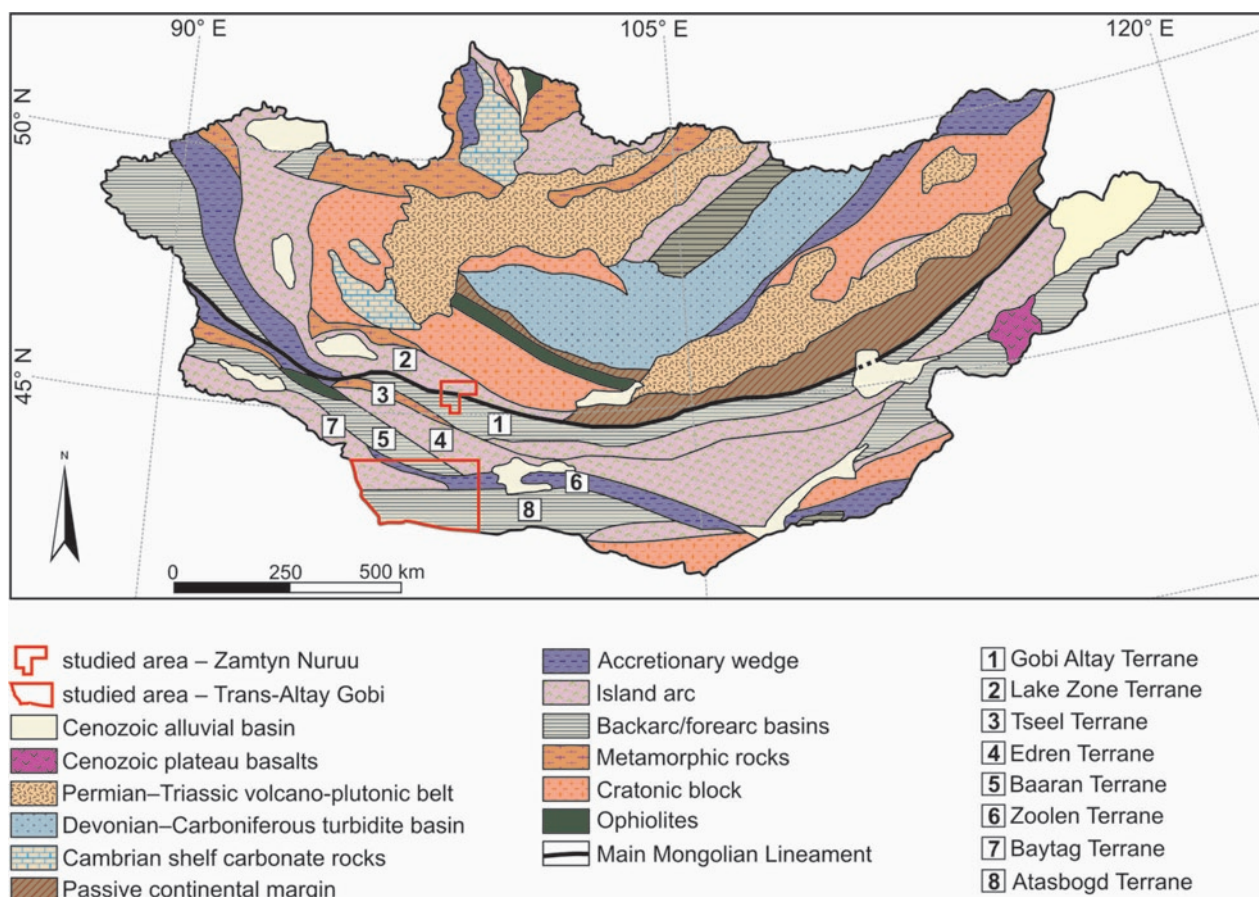 90° E
105° E
120° E
50° N
45° N
2
3
1
7
5
4
6
8
N
0 250 500 km
studied area – Zamtyn Nuruu
studied area – Trans-Altay Gobi
Cenozoic alluvial basin
Cenozoic plateau basalts
Permian–Triassic volcano-plutonic belt
Devonian–Carboniferous turbidite basin
Cambrian shelf carbonate rocks
Passive continental margin
Accretionary wedge
Island arc
Backarc/forearc basins
Metamorphic rocks
Cratonic block
Ophiolites
Main Mongolian Lineament
1 Gobi Altay Terrane
2 Lake Zone Terrane
3 Tseel Terrane
4 Edren Terrane
5 Baaran Terrane
6 Zoolen Terrane
7 Baytag Terrane
8 Atasbogd Terrane